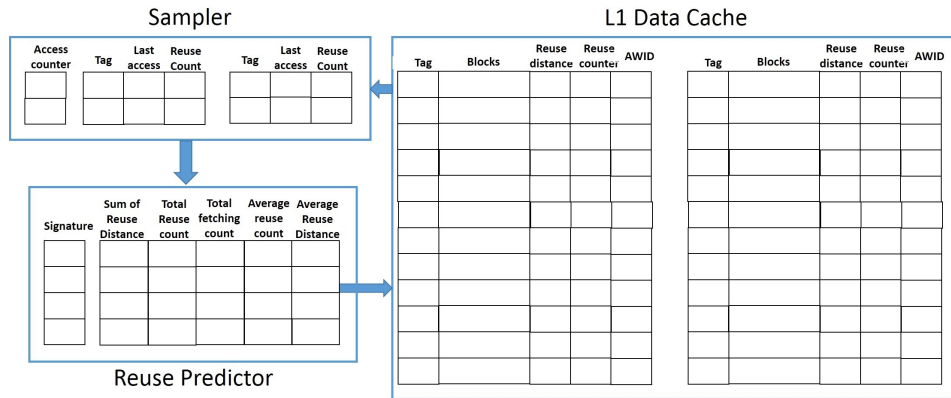 Sampler
Access counter
Tag
Last access
Reuse Count
Tag
Last access
Reuse Count
L1 Data Cache
Tag
Blocks
Reuse distance
Reuse counter
AWID
Tag
Blocks
Reuse distance
Reuse counter
AWID
Signature
Sum of Reuse Distance
Total Reuse count
Total fetching count
Average reuse count
Average Reuse Distance
Reuse Predictor